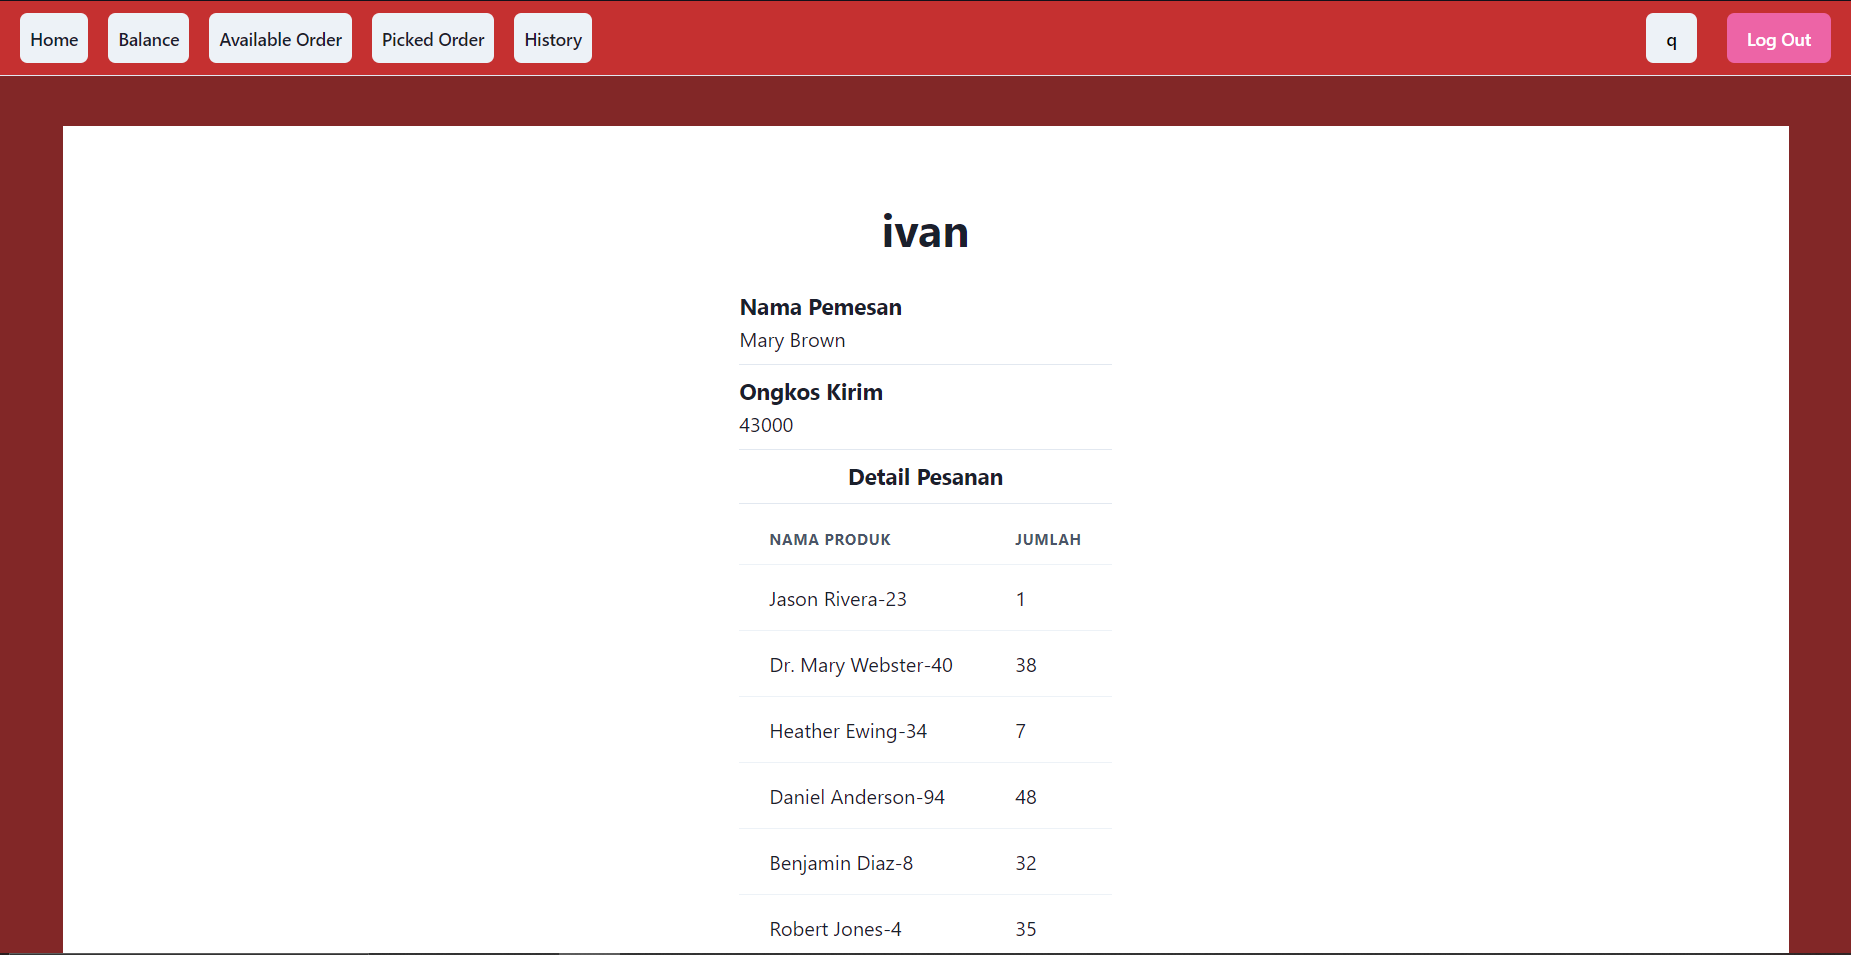 Home Balance Available Order Picked Order History q Log Out
ivan
Nama Pemesan
Mary Brown
Ongkos Kirim
43000
Detail Pesanan
NAMA PRODUK JUMLAH
Jason Rivera-23 1
Dr. Mary Webster-40 38
Heather Ewing-34 7
Daniel Anderson-94 48
Benjamin Diaz-8 32
Robert Jones-4 35